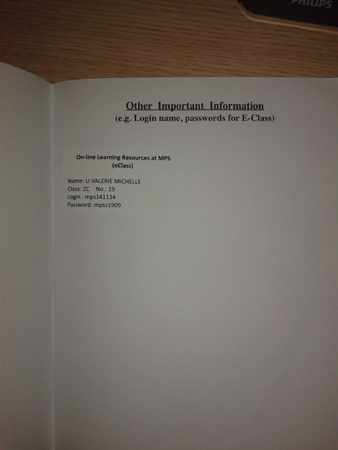 PHILIPS
Other Important Information
(e.g. Login name, passwords for E-Class)
On-line Learning Resources at MPS
(eClass)
Name: LI VALERIE MICHELLE
Class: 2C No.: 19
Login : mps141134
Password: mpss1909